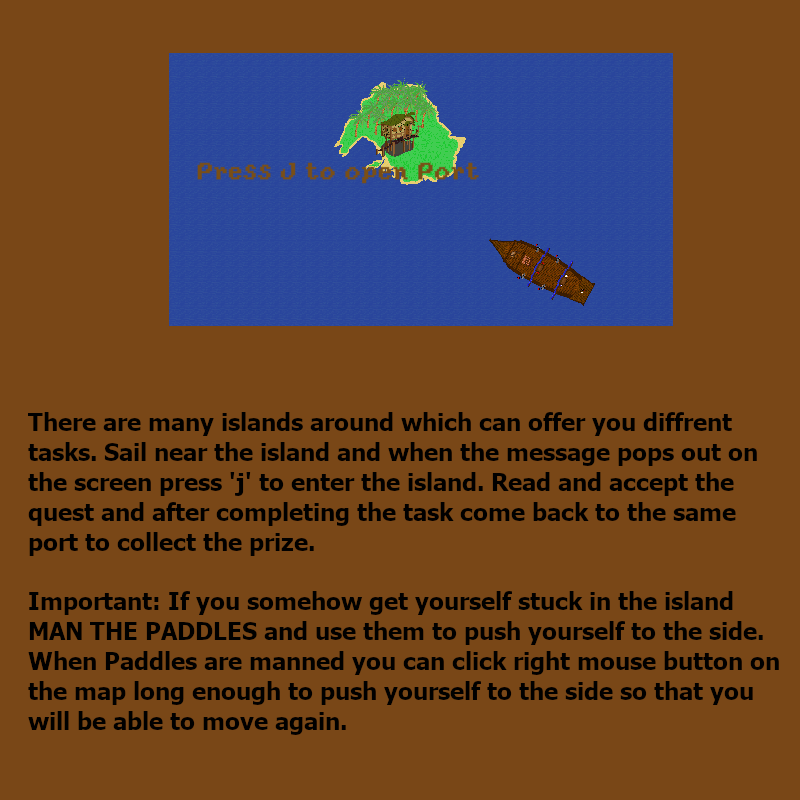 Press J to open Port
There are many islands around which can offer you diffrent
tasks. Sail near the island and when the message pops out on
the screen press 'j' to enter the island. Read and accept the
quest and after completing the task come back to the same
port to collect the prize.
Important: If you somehow get yourself stuck in the island
MAN THE PADDLES and use them to push yourself to the side.
When Paddles are manned you can click right mouse button on
the map long enough to push yourself to the side so that you
will be able to move again.